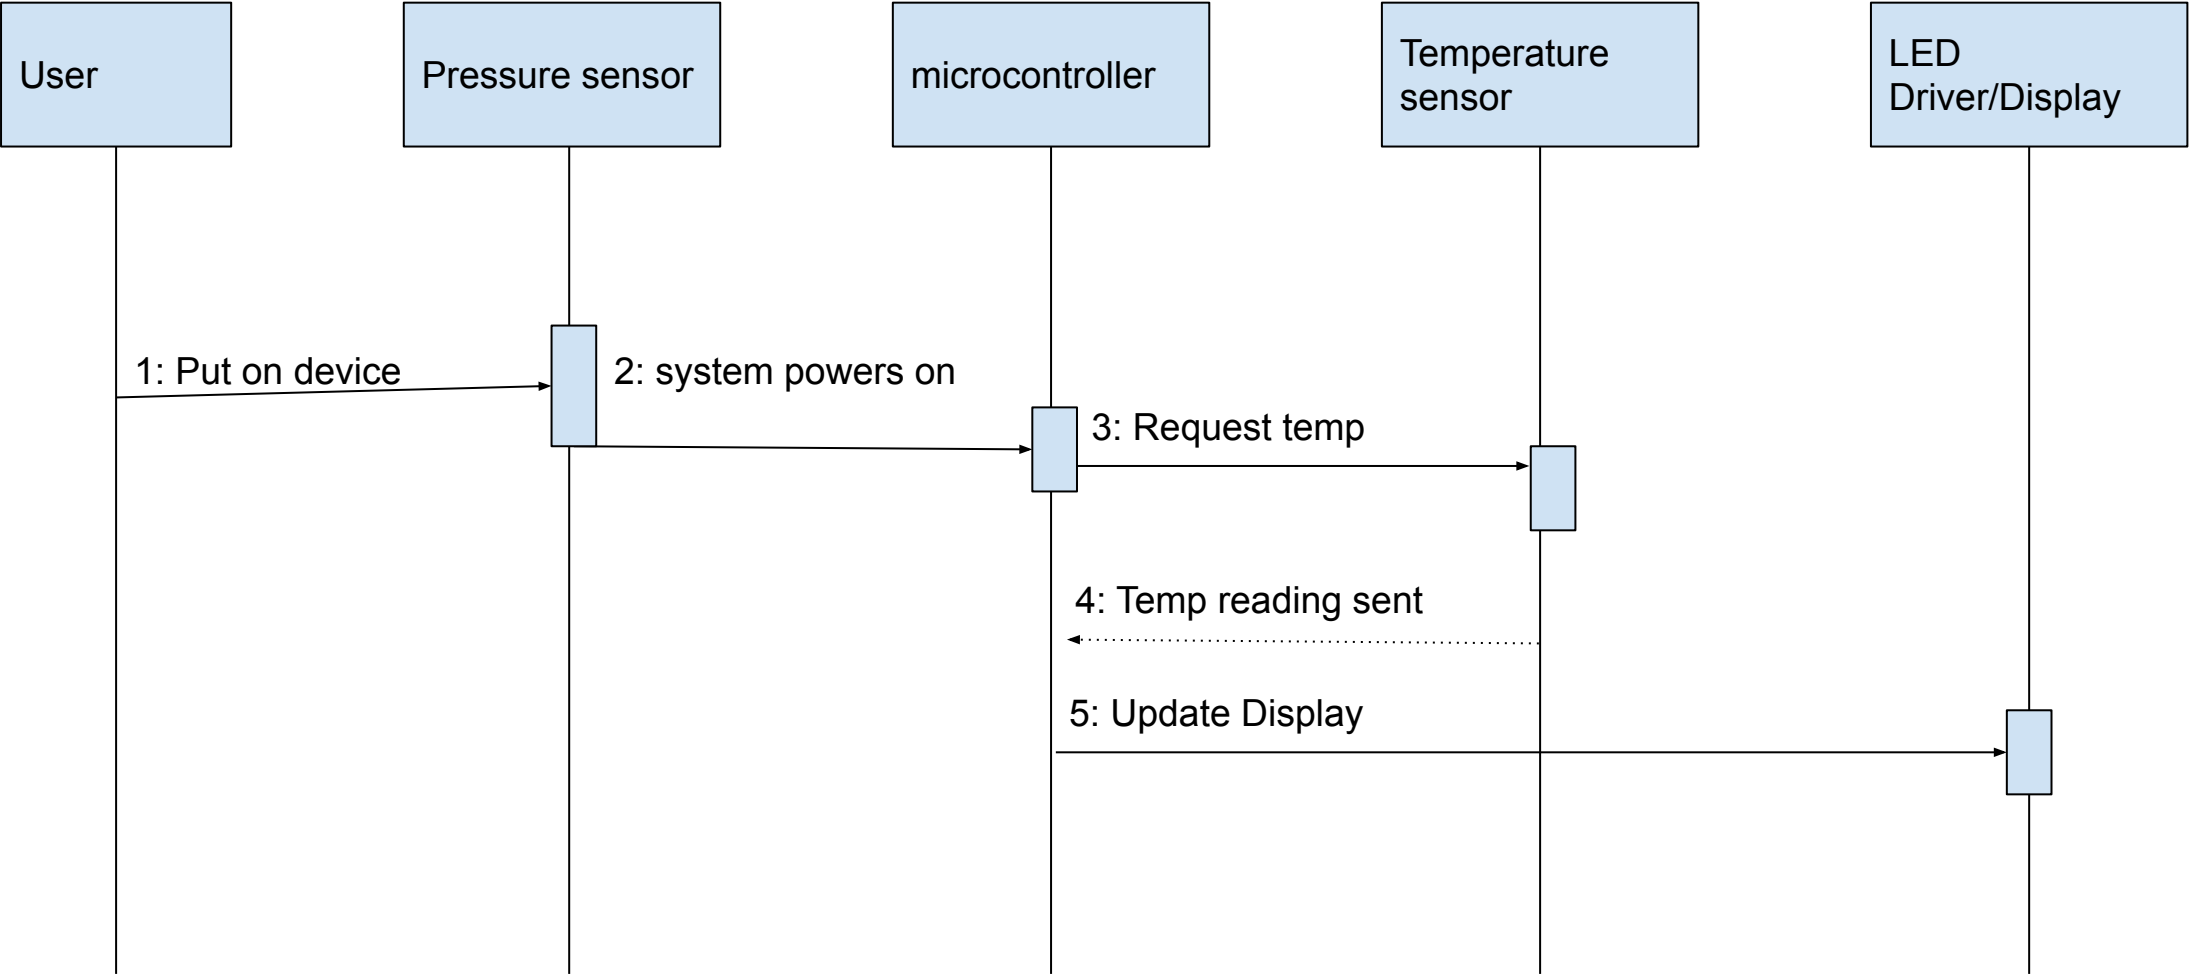 User
Pressure sensor
microcontroller
Temperature
sensor
LED
Driver/Display
1: Put on device
2: system powers on
3: Request temp
4: Temp reading sent
5: Update Display